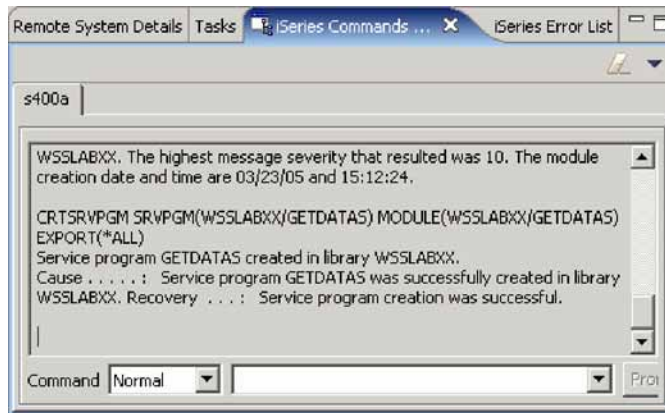 Remote System Details Tasks iSeries Commands ... iSeries Error List
s400a
WSSLABXX. The highest message severity that resulted was 10. The module
creation date and time are 03/23/05 and 15:12:24.
CRTSRVPGM SRVPGM(WSSLABXX/GETDATAS) MODULE(WSSLABXX/GETDATAS)
EXPORT(*ALL)
Service program GETDATAS created in library WSSLABXX.
Cause . . . . . :   Service program GETDATAS was successfully created in library
WSSLABXX. Recovery  . . . :   Service program creation was successful.
Command Normal